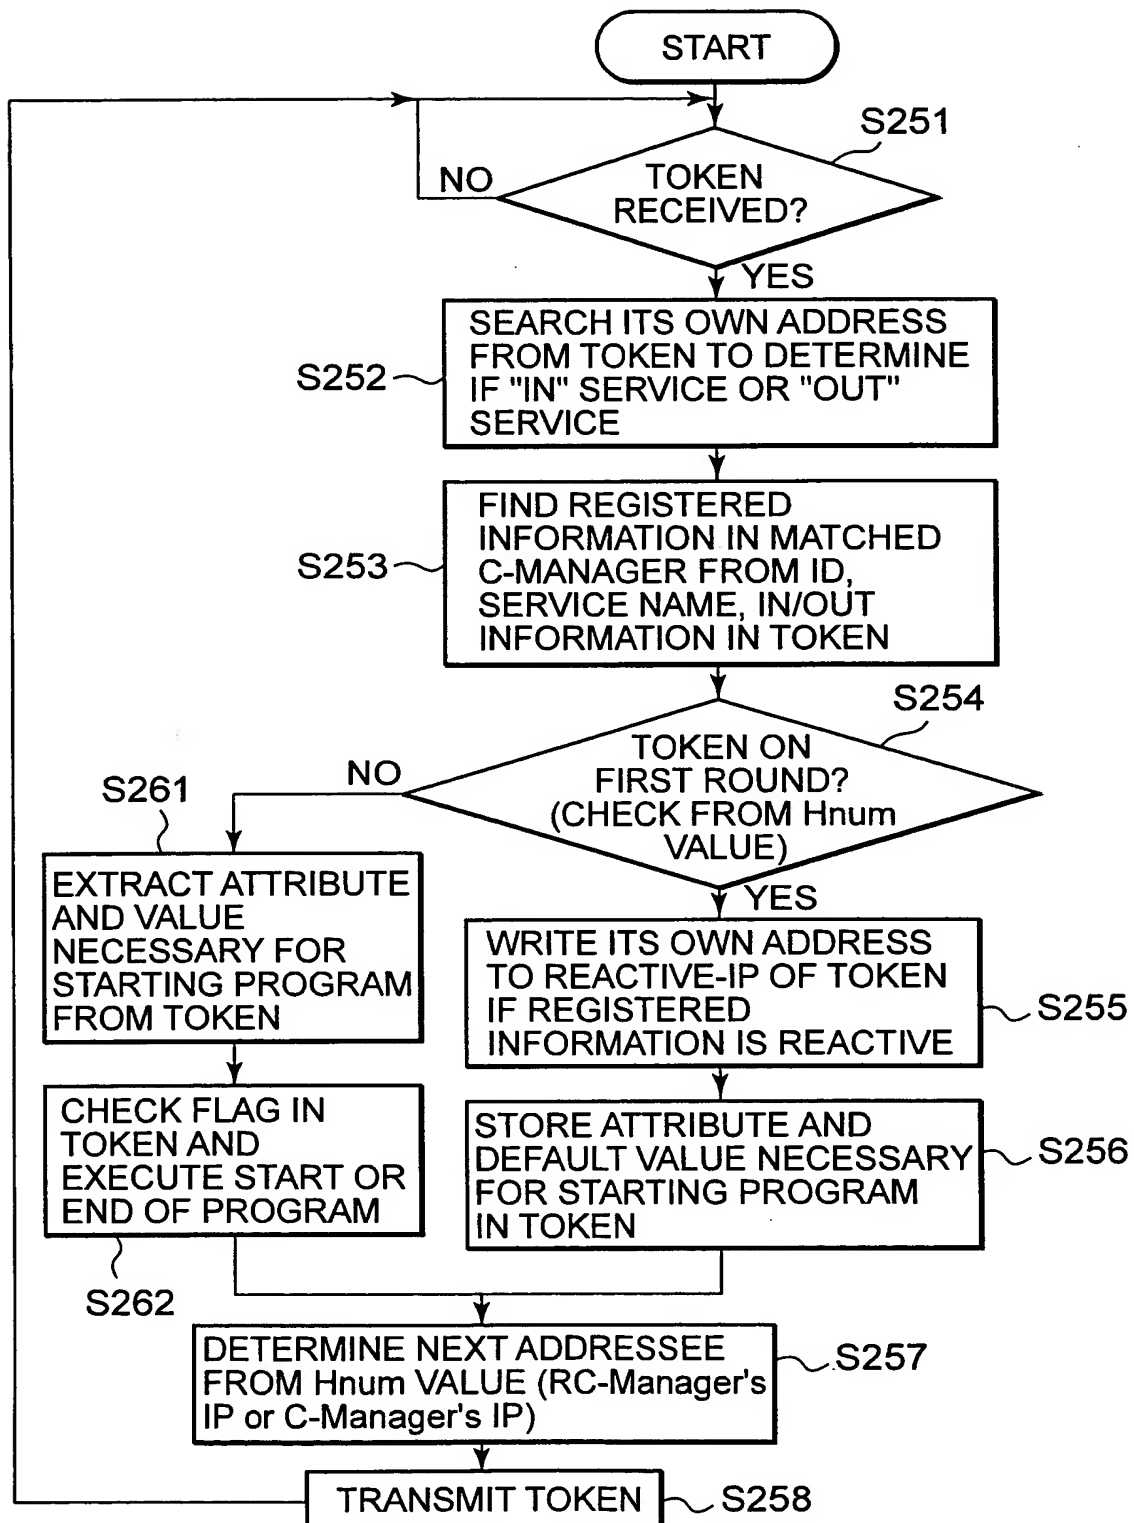 START
S251
NO
TOKEN
RECEIVED?
YES
S252
SEARCH ITS OWN ADDRESS
FROM TOKEN TO DETERMINE
IF "IN" SERVICE OR "OUT"
SERVICE
S253
FIND REGISTERED
INFORMATION IN MATCHED
C-MANAGER FROM ID,
SERVICE NAME, IN/OUT
INFORMATION IN TOKEN
S254
NO
TOKEN ON
FIRST ROUND?
(CHECK FROM Hnum
VALUE)
YES
S261
EXTRACT ATTRIBUTE
AND VALUE
NECESSARY FOR
STARTING PROGRAM
FROM TOKEN
WRITE ITS OWN ADDRESS
TO REACTIVE-IP OF TOKEN
IF REGISTERED
INFORMATION IS REACTIVE
S255
CHECK FLAG IN
TOKEN AND
EXECUTE START OR
END OF PROGRAM
S262
STORE ATTRIBUTE AND
DEFAULT VALUE NECESSARY
FOR STARTING PROGRAM
IN TOKEN
S256
DETERMINE NEXT ADDRESSEE
FROM Hnum VALUE (RC-Manager's
IP or C-Manager's IP)
S257
TRANSMIT TOKEN
S258